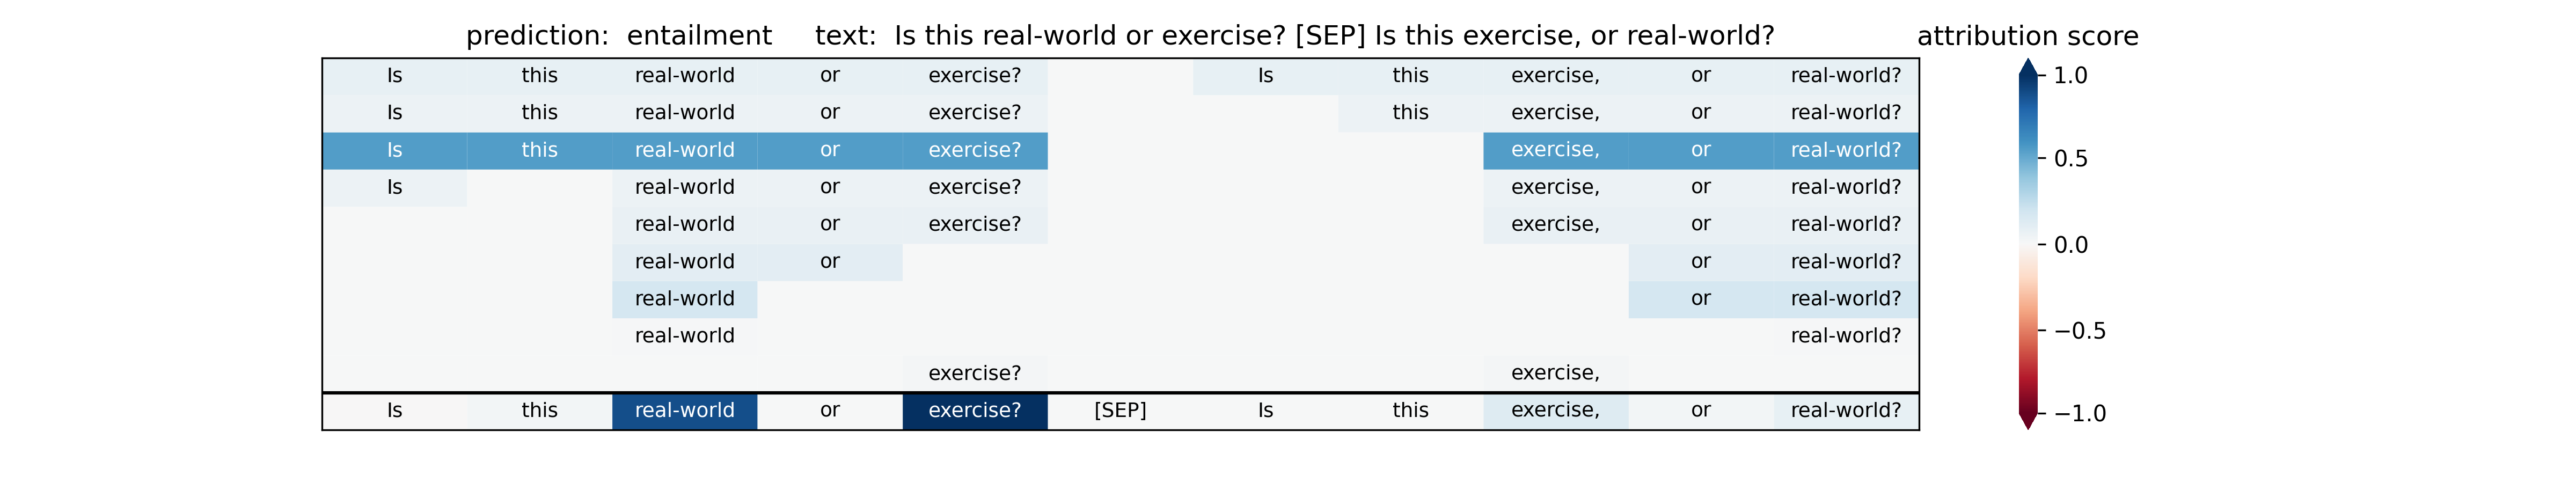 prediction: entailment text: Is this real-world or exercise? [SEP] Is this exercise, or real-world?
attribution score
Is this real-world or exercise? Is this exercise, or real-world?
Is this real-world or exercise? this exercise, or real-world?
Is this real-world or exercise? exercise, or real-world?
Is real-world or exercise? exercise, or real-world?
real-world or exercise? exercise, or real-world?
real-world or or real-world?
real-world or real-world?
real-world real-world?
exercise? exercise,
Is this real-world or exercise? [SEP] Is this exercise, or real-world?
1.0
0.5
0.0
−0.5
−1.0